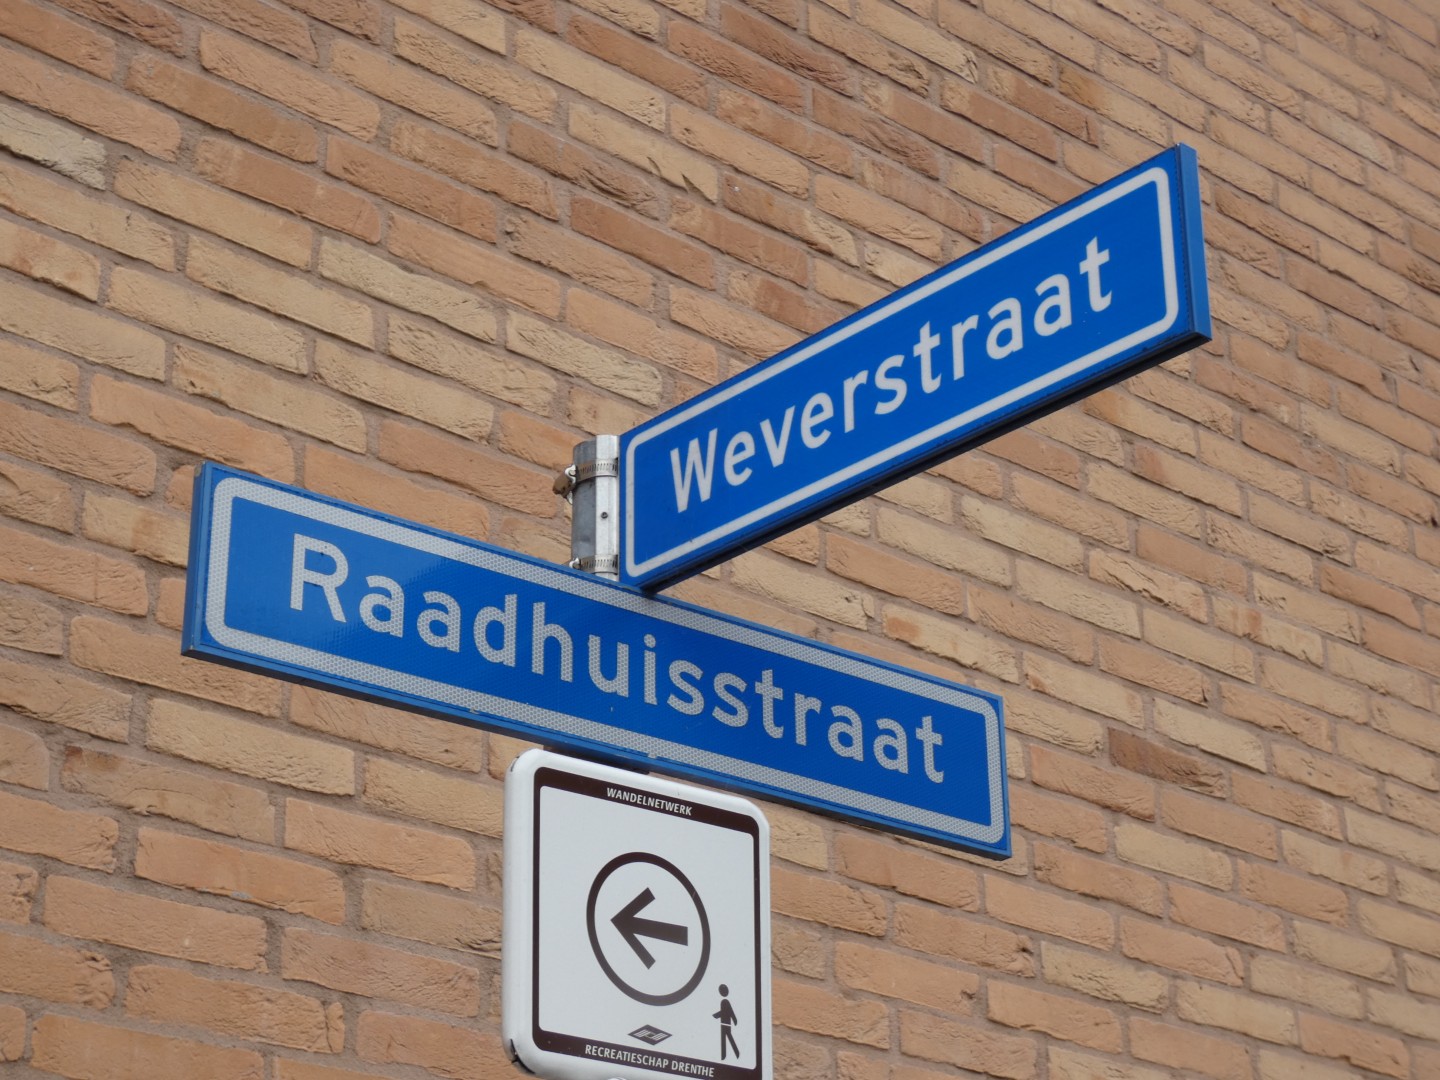 Weverstraat
Raadhuisstraat
WANDELNETWERK
RECREATIESCHAP DRENTHE